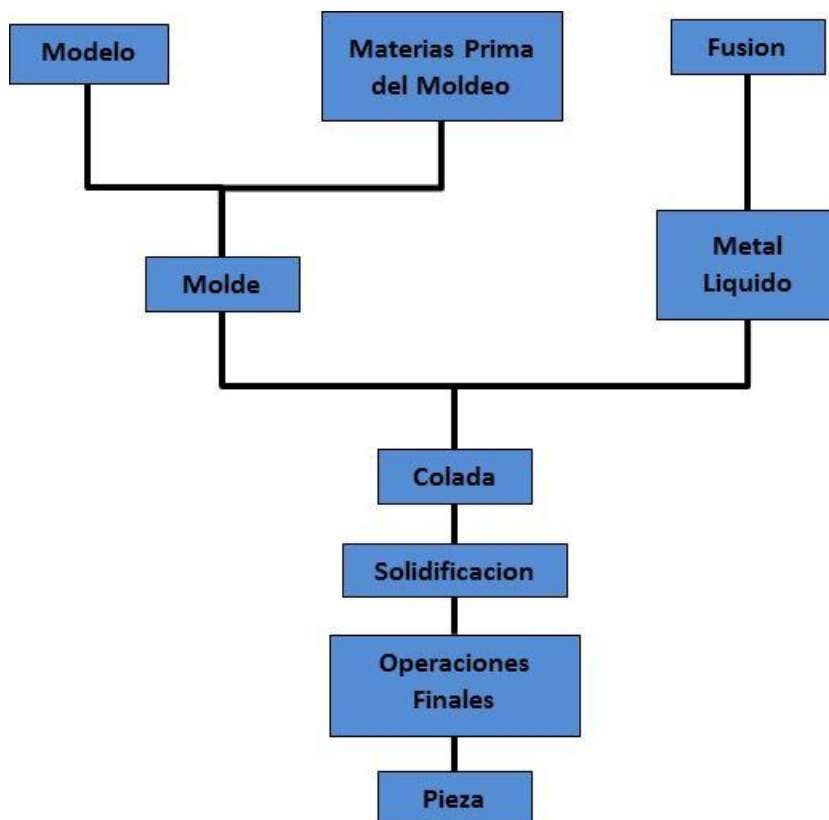 Modelo
Materias Prima
del Moldeo
Fusion
Molde
Metal
Liquido
Colada
Solidificacion
Operaciones
Finales
Pieza